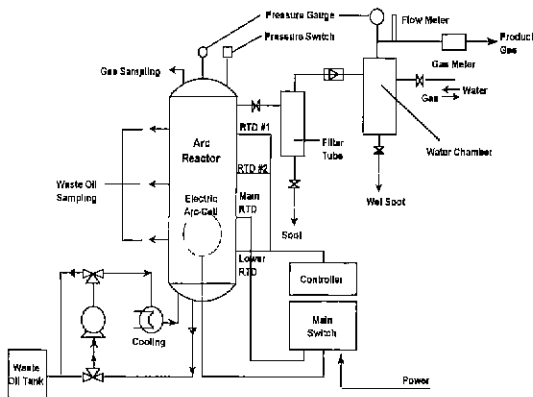 Pressure Gauge
Flow Meter
Pressure Switch
Product
Gas
Gas Sampling
Gas Meter
Water
Gas
RTD #1
Arc
Reactor
Filter
Tube
Water Chamber
RTD #2
Waste Oil
Sampling
Electric
Arc-Cell
Main
RTD
Wet Soot
Soot
Lower
RTD
Controller
Cooling
Main
Switch
Waste
Oil Tank
Power